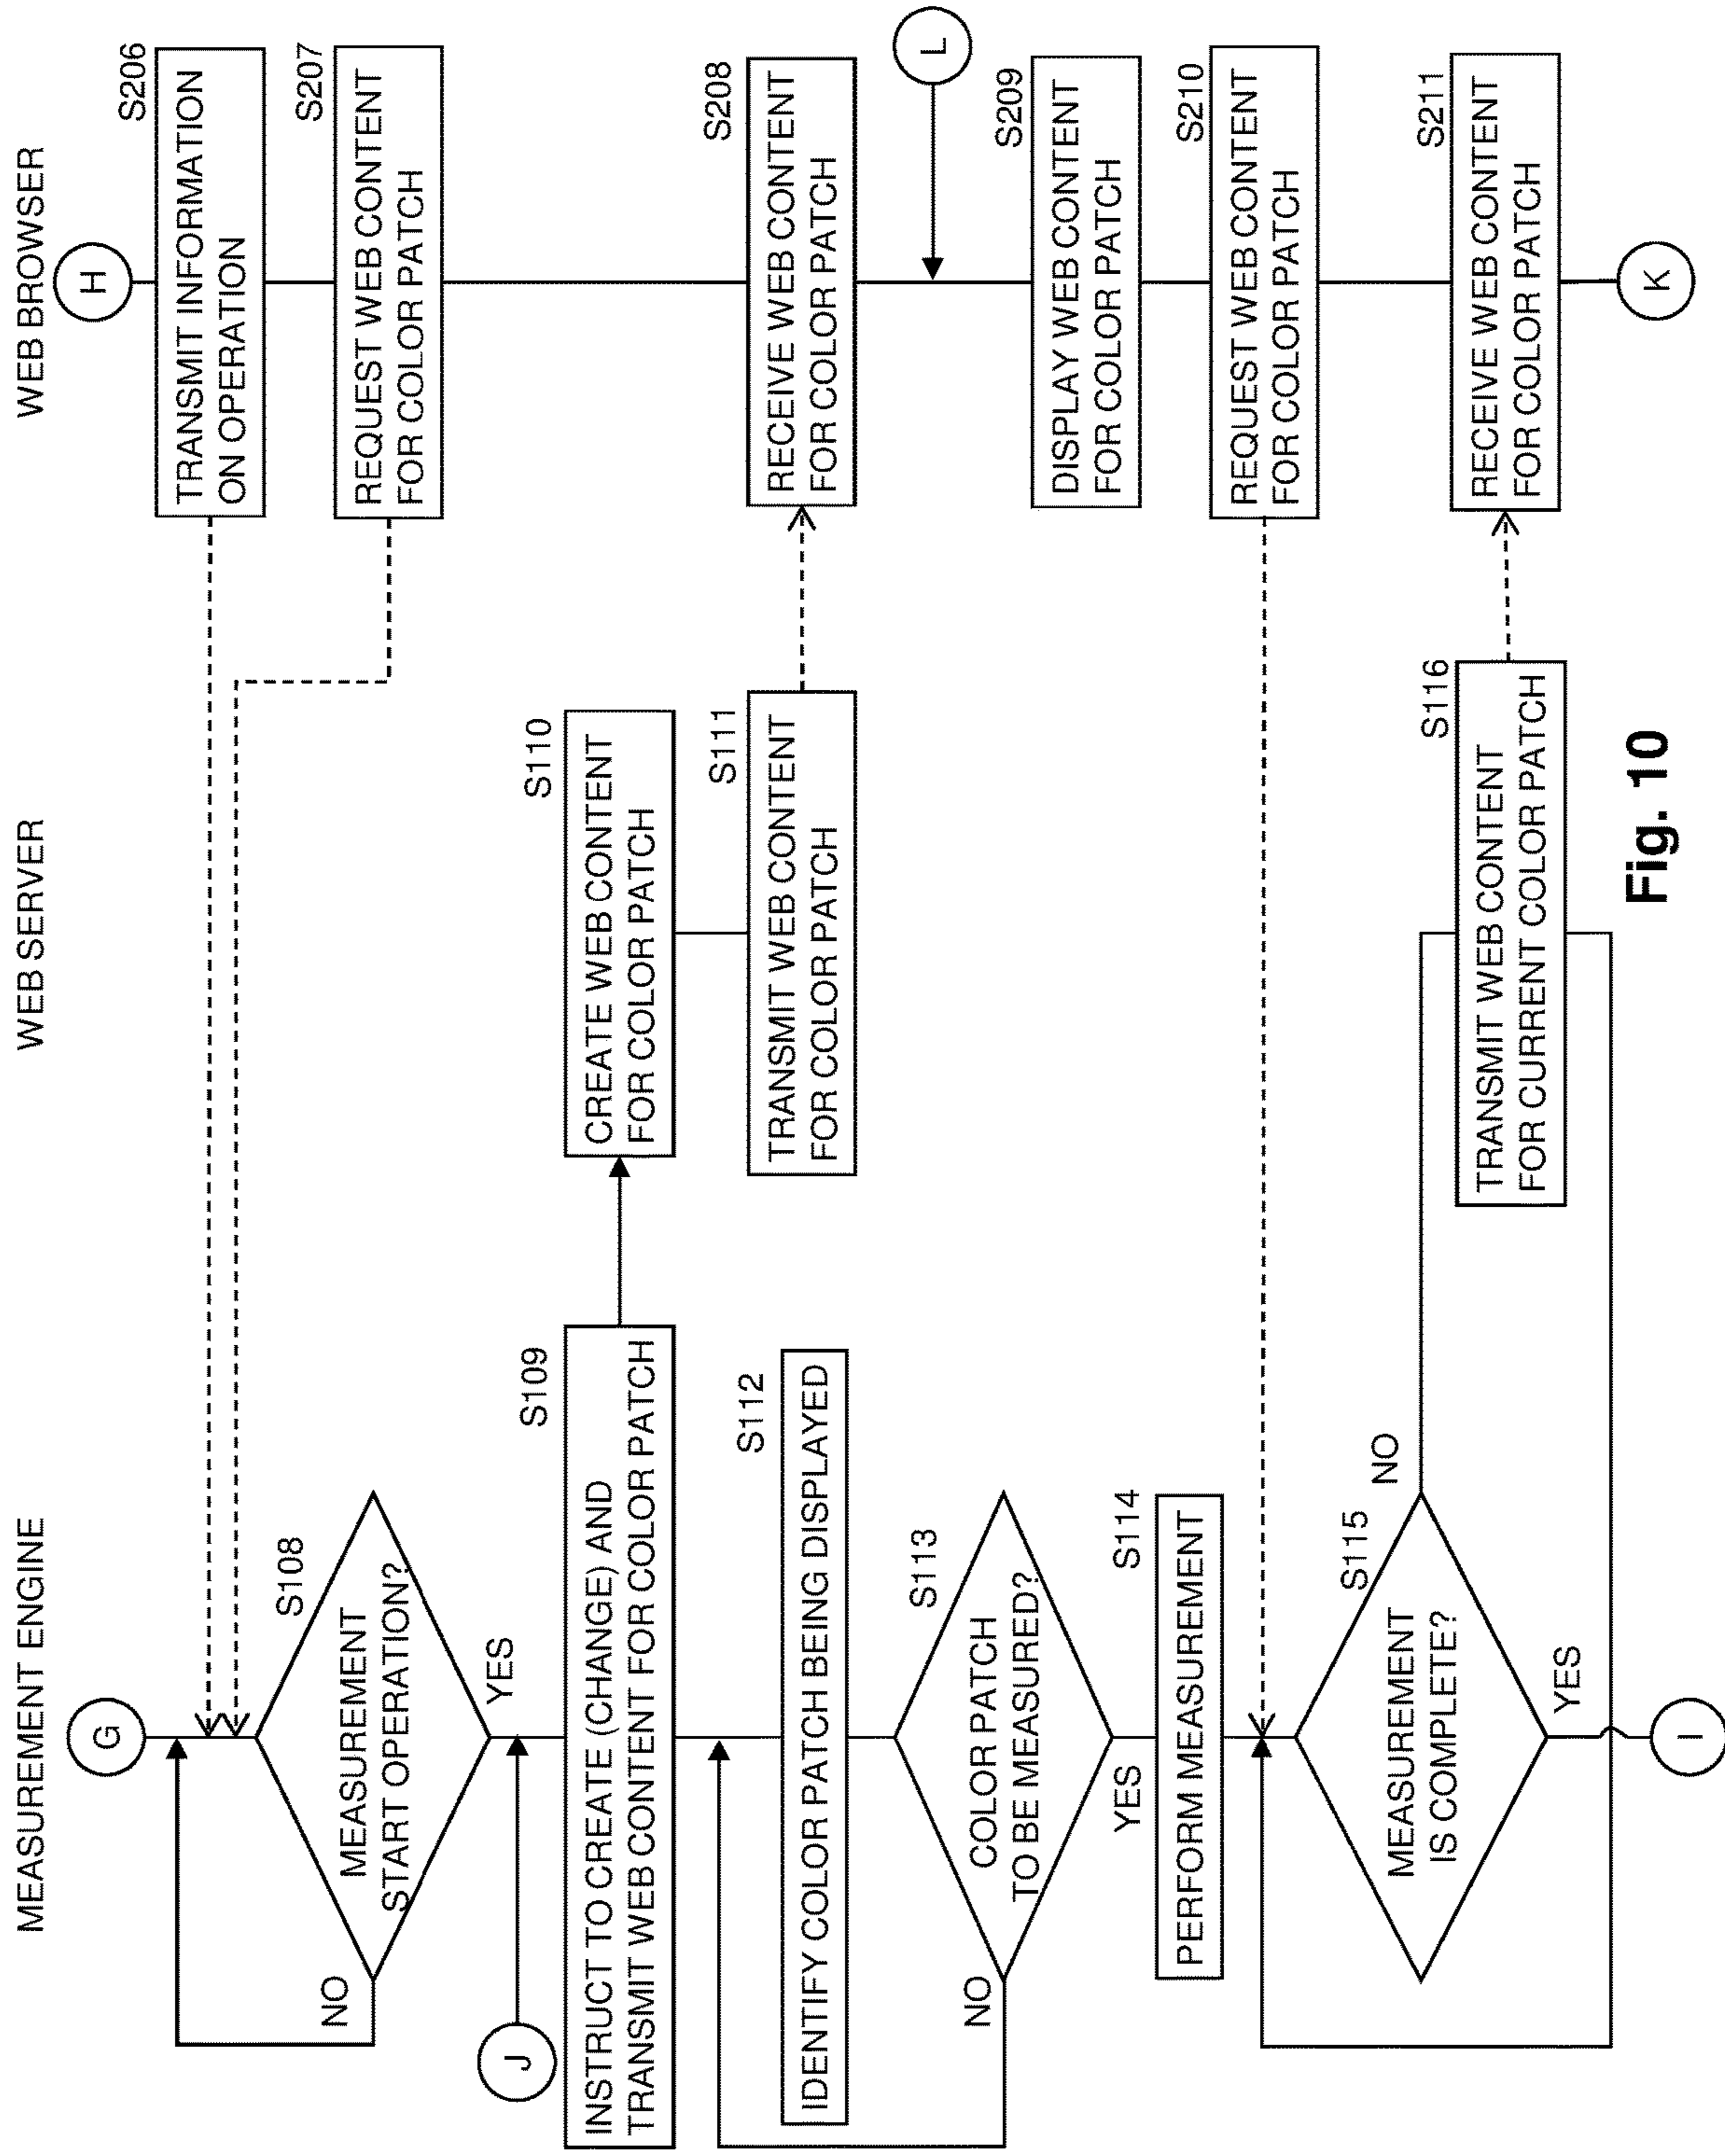 MEASUREMENT ENGINE
WEB SERVER
WEB BROWSER
G
H
S206
TRANSMIT INFORMATION
ON OPERATION
S207
REQUEST WEB CONTENT
FOR COLOR PATCH
S108
MEASUREMENT
START OPERATION?
NO
YES
J
S109
INSTRUCT TO CREATE (CHANGE) AND
TRANSMIT WEB CONTENT FOR COLOR PATCH
S110
CREATE WEB CONTENT
FOR COLOR PATCH
S111
TRANSMIT WEB CONTENT
FOR COLOR PATCH
S208
RECEIVE WEB CONTENT
FOR COLOR PATCH
L
S112
IDENTIFY COLOR PATCH BEING DISPLAYED
S209
DISPLAY WEB CONTENT
FOR COLOR PATCH
S113
COLOR PATCH
TO BE MEASURED?
NO
YES
S114
PERFORM MEASUREMENT
S210
REQUEST WEB CONTENT
FOR COLOR PATCH
S115
MEASUREMENT
IS COMPLETE?
NO
YES
S116
TRANSMIT WEB CONTENT
FOR CURRENT COLOR PATCH
S211
RECEIVE WEB CONTENT
FOR COLOR PATCH
I
K
Fig. 10